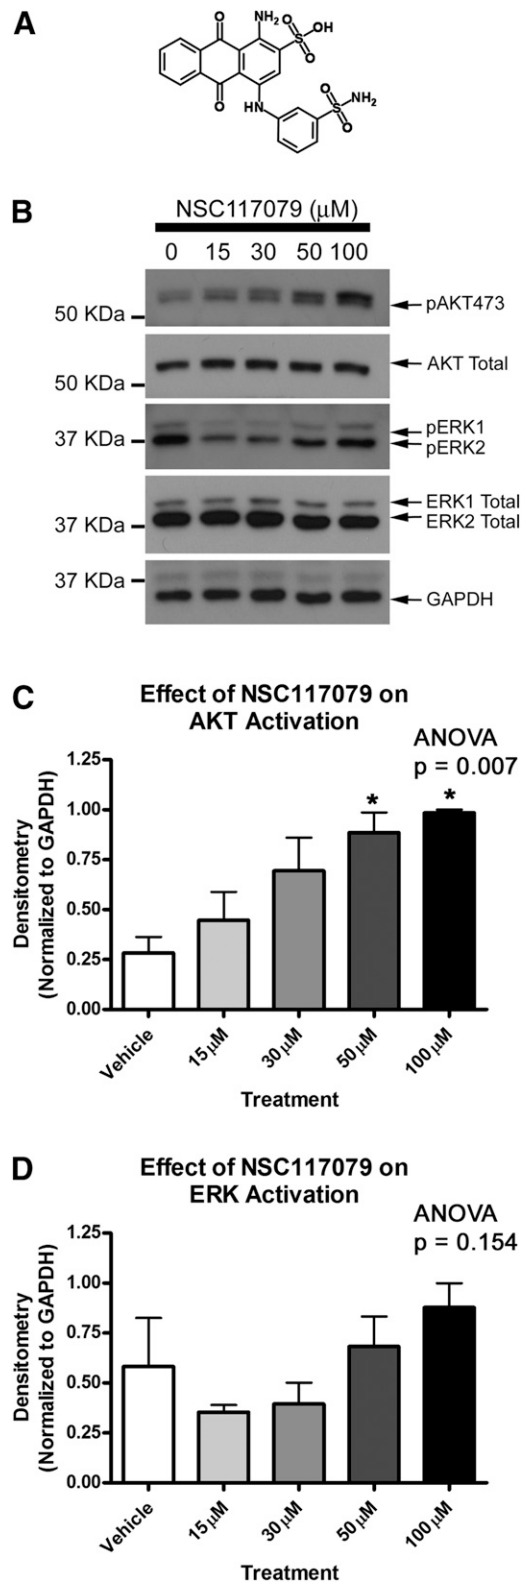 A
O
NH2
O
OH
S
O
O
HN
O
NH2
S
O
B
NSC117079 (μM)
0 15 30 50 100
50 KDa
pAKT473
50 KDa
AKT Total
37 KDa
pERK1
pERK2
37 KDa
ERK1 Total
ERK2 Total
37 KDa
GAPDH
C
Effect of NSC117079 on
AKT Activation
ANOVA
p = 0.007
Densitometry
(Normalized to GAPDH)
1.25
1.00
0.75
0.50
0.25
0.00
* *
Vehicle 15 μM 30 μM 50 μM 100 μM
Treatment
D
Effect of NSC117079 on
ERK Activation
ANOVA
p = 0.154
Densitometry
(Normalized to GAPDH)
1.25
1.00
0.75
0.50
0.25
0.00
Vehicle 15 μM 30 μM 50 μM 100 μM
Treatment